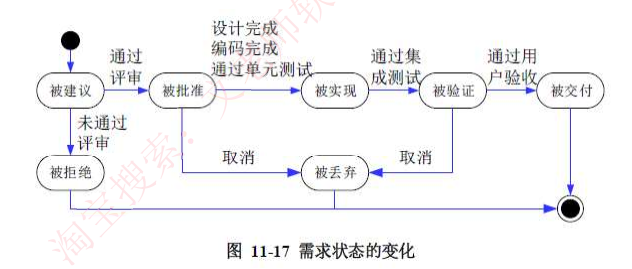 设计完成
编码完成
通过单元测试
通过
评审
通过集
成测试
通过用
户验收
被建议
被批准
被实现
被验证
被交付
未通过
评审
取消
取消
被拒绝
被丢弃
图 11-17 需求状态的变化
淘宝搜索：
师软